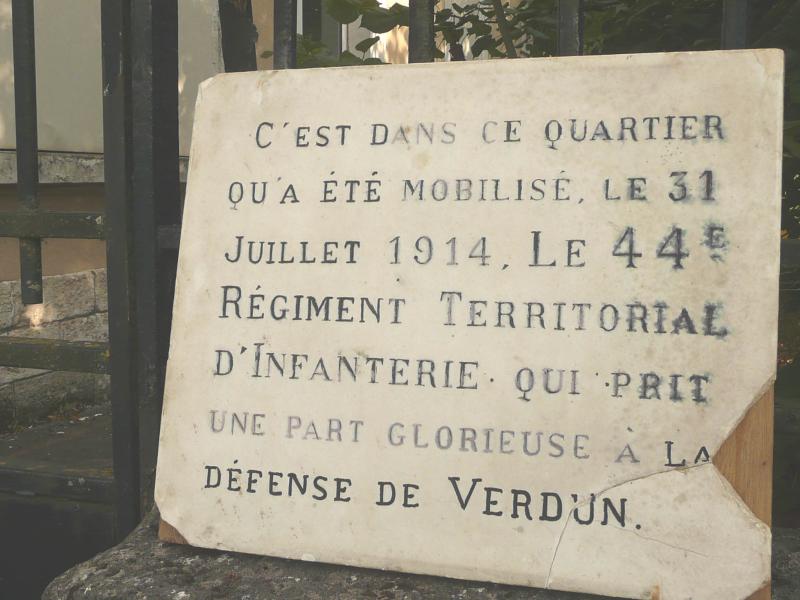 C'EST DANS CE QUARTIER
QU'A ÉTÉ MOBILISÉ, LE 31
JUILLET 1914, LE 44E
RÉGIMENT TERRITORIAL
D'INFANTERIE· QUI ·PRIT
UNE PART GLORIEUSE À LA
DÉFENSE DE VERDUN.